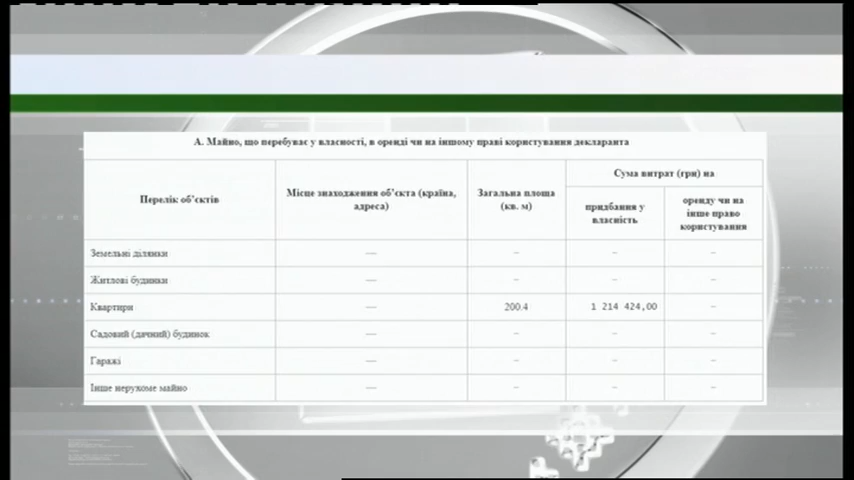 А. Майно, що перебуває у власності, в оренді чи на іншому праві користування декларанта
Перелік об'єктів
Місце знаходження об'єкта (країна,
адреса)
Загальна площа
(кв. м)
Сума витрат (грн) на
придбання у
власність
оренду чи на
інше право
користування
Земельні ділянки — – – –
Житлові будинки — – – –
Квартири — 200.4 1 214 424,00 –
Садовий (дачний) будинок — – – –
Гаражі — – – –
Інше нерухоме майно — – – –